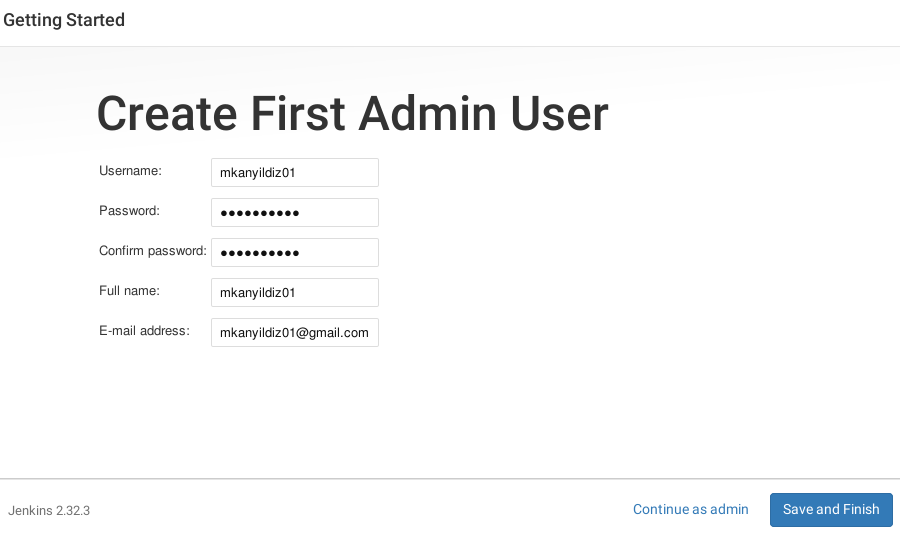 Getting Started
Create First Admin User
Username: mkanyildiz01
Password: ●●●●●●●●●●
Confirm password: ●●●●●●●●●●
Full name: mkanyildiz01
E-mail address: mkanyildiz01@gmail.com
Jenkins 2.32.3 Continue as admin Save and Finish